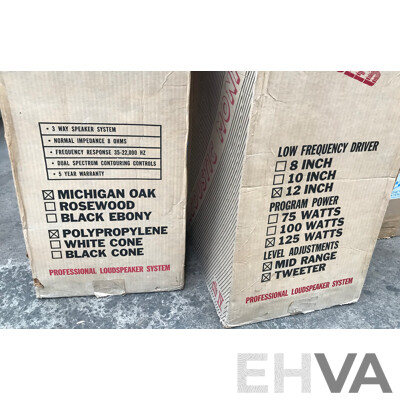 • 3 WAY SPEAKER SYSTEM
• NORMAL IMPEDANCE 8 OHMS
• FREQUENCY RESPONSE 35-22,000 HZ
• DUAL SPECTRUM CONTOURING CONTROLS
• 5 YEAR WARRANTY
☒ MICHIGAN OAK
☐ ROSEWOOD
☐ BLACK EBONY
☒ POLYPROPYLENE
☐ WHITE CONE
☐ BLACK CONE
PROFESSIONAL LOUDSPEAKER SYSTEM
LOW FREQUENCY DRIVER
☐ 8 INCH
☐ 10 INCH
☒ 12 INCH
PROGRAM POWER
☐ 75 WATTS
☐ 100 WATTS
☒ 125 WATTS
LEVEL ADJUSTMENTS
☒ MID RANGE
☒ TWEETER
PROFESSIONAL LOUDSPEAKER SYSTEM
EHVA